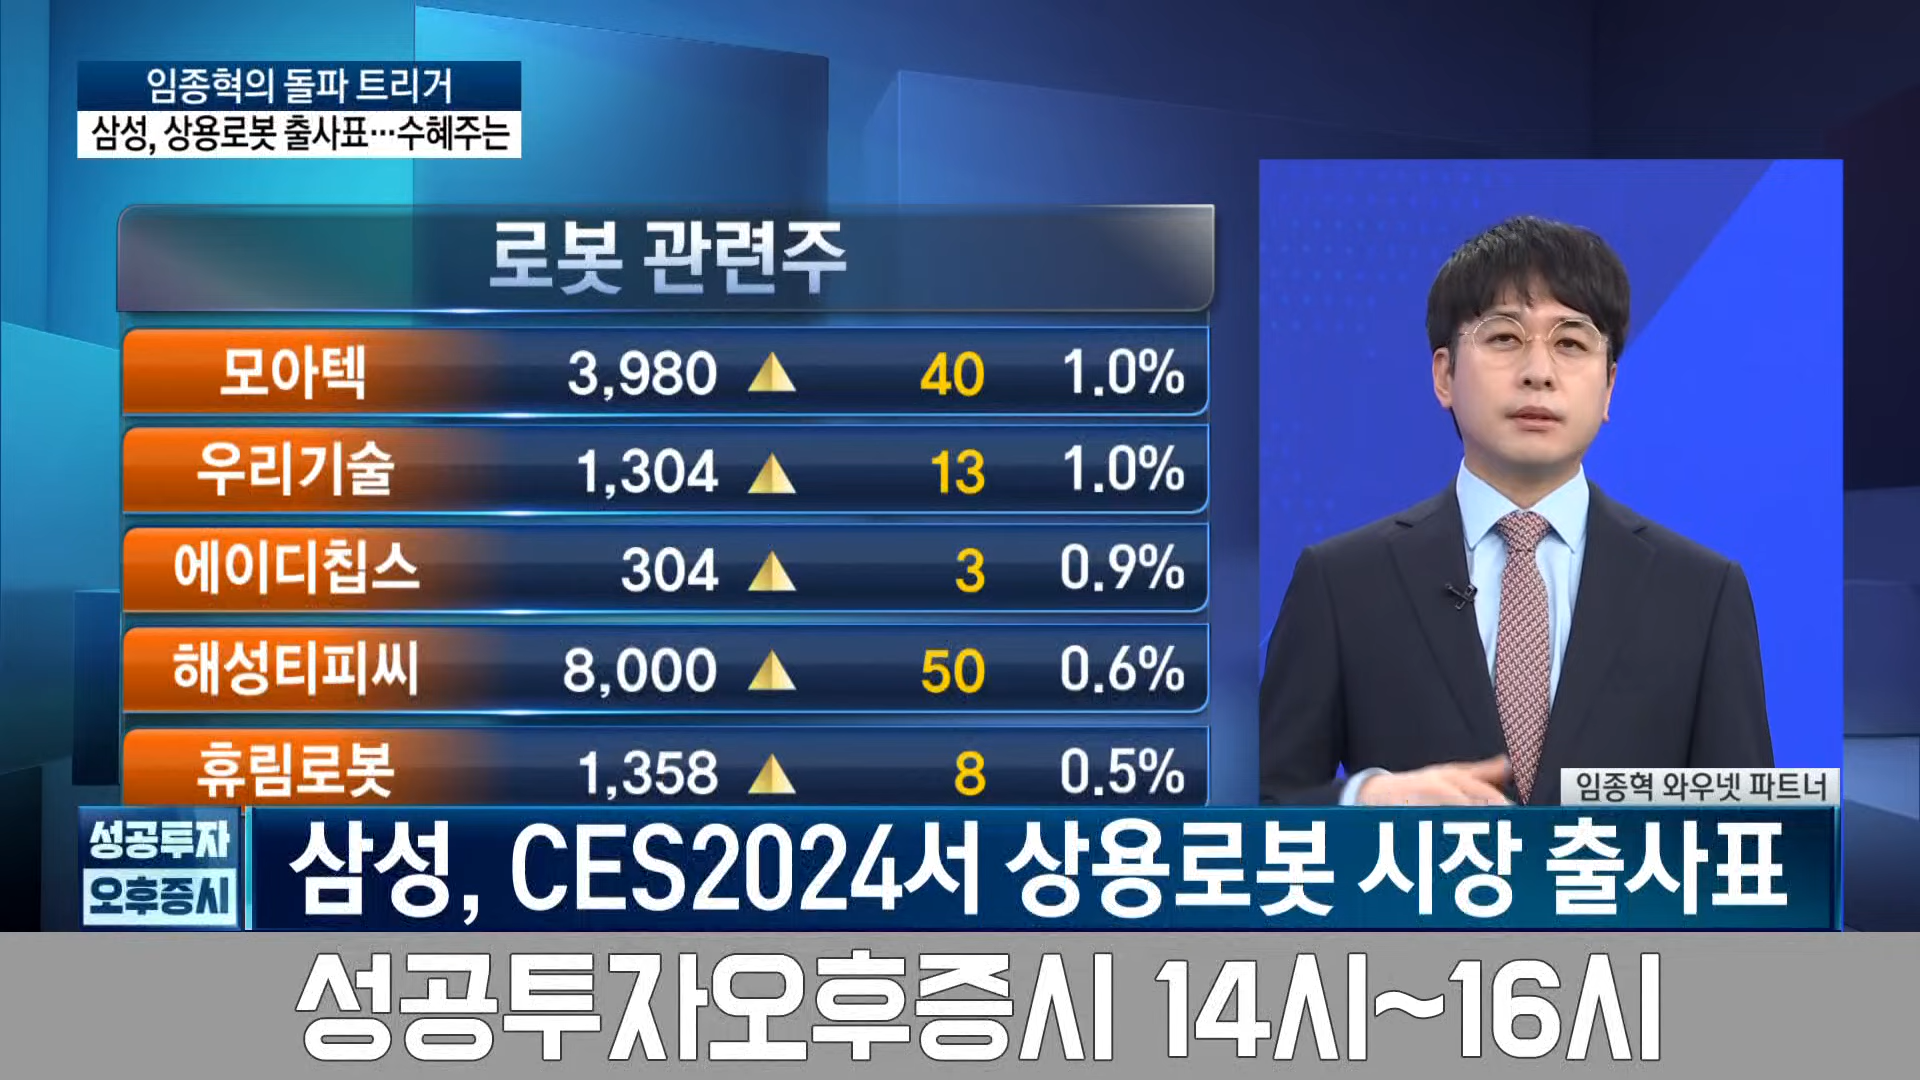 임종혁의 돌파 트리거
삼성, 상용로봇 출사표…수혜주는
로봇 관련주
모아텍 3,980 ▲ 40 1.0%
우리기술 1,304 ▲ 13 1.0%
에이디칩스 304 ▲ 3 0.9%
해성티피씨 8,000 ▲ 50 0.6%
휴림로봇 1,358 ▲ 8 0.5%
임종혁 와우넷 파트너
성공투자
오후증시
삼성, CES2024서 상용로봇 시장 출사표
성공투자오후증시 14시~16시